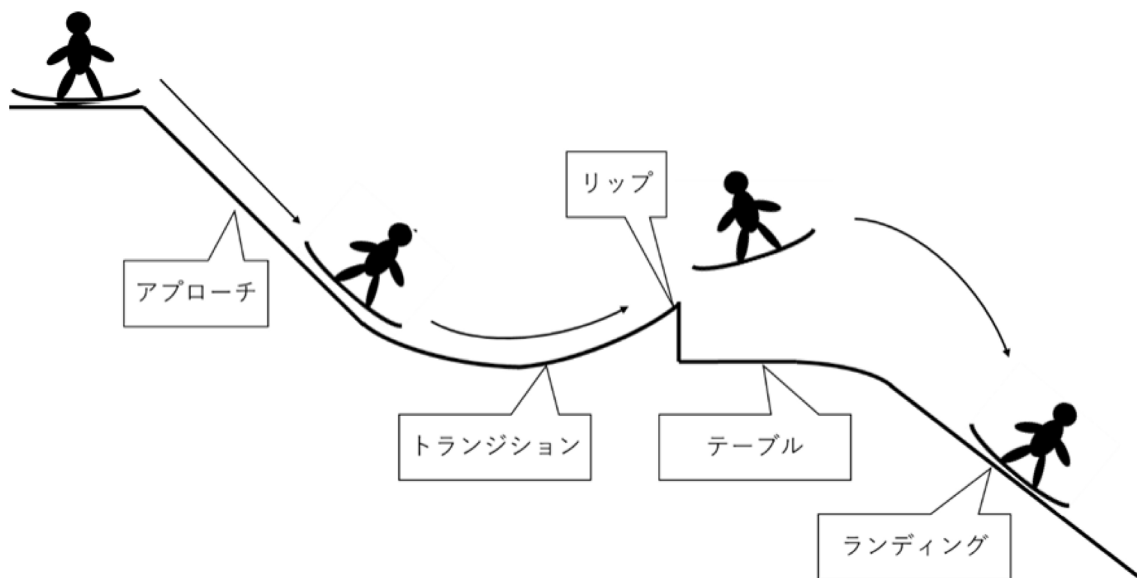 リップ
アプローチ
トランジション
テーブル
ランディング